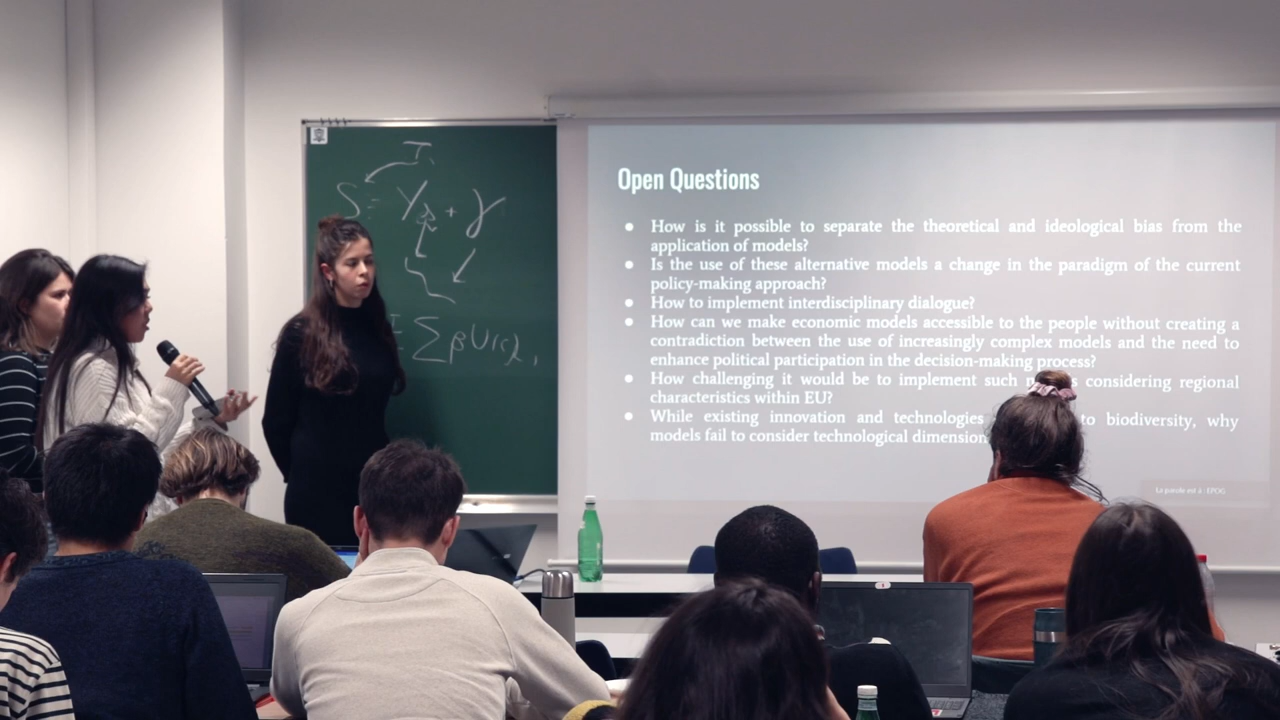 T
S = Y + γ
Σ β U(c),
Open Questions
How is it possible to separate the theoretical and ideological bias from the
application of models?
Is the use of these alternative models a change in the paradigm of the current
policy-making approach?
How to implement interdisciplinary dialogue?
How can we make economic models accessible to the people without creating a
contradiction between the use of increasingly complex models and the need to
enhance political participation in the decision-making process?
How challenging it would be to implement such considering regional
characteristics within EU?
While existing innovation and technologies to biodiversity, why
models fail to consider technological dimension
La parole est à : EPOG